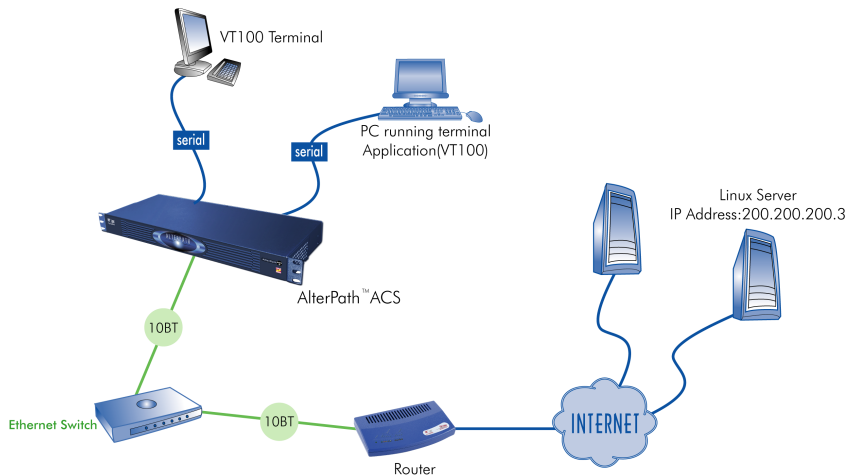 VT100 Terminal
serial
PC running terminal
Application(VT100)
serial
Linux Server
IP Address:200.200.200.3
ALTERPATH
AlterPath™ACS
10BT
Ethernet Switch
10BT
INTERNET
Router